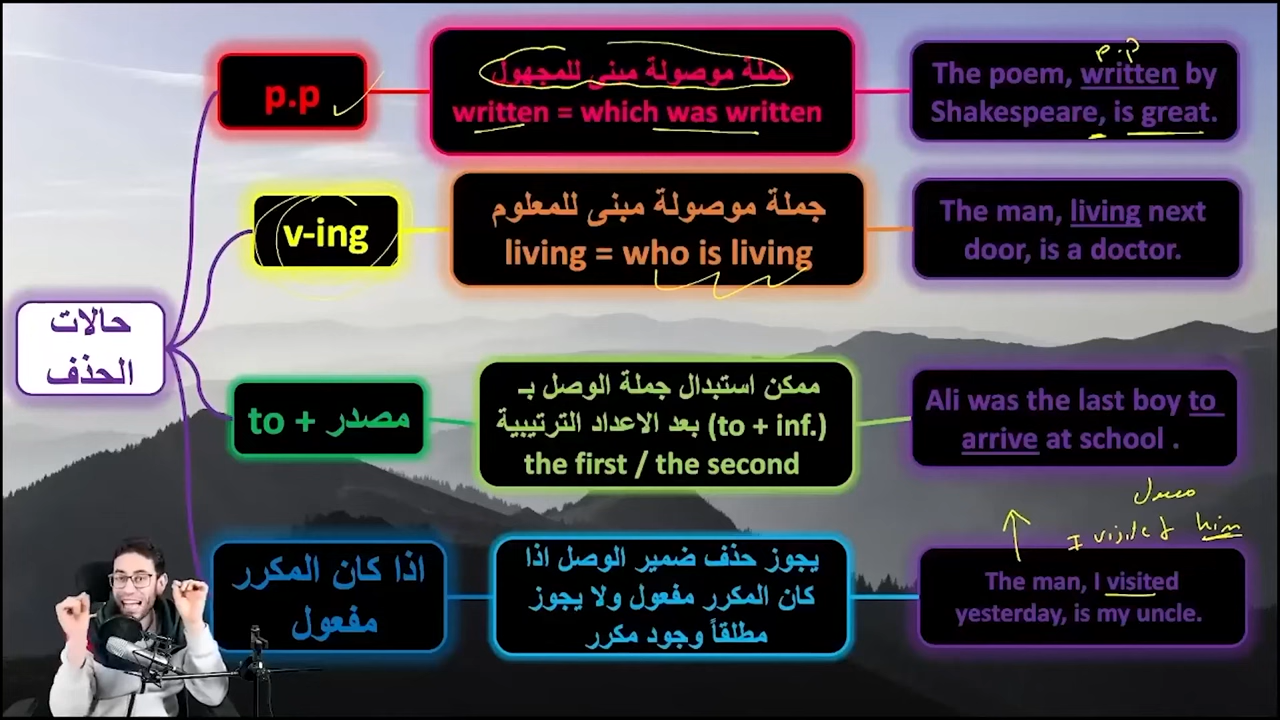 حالات
الحذف
p.p
جملة موصولة مبنى للمجهول
written = which was written
p.p
The poem, written by
Shakespeare, is great.
v-ing
جملة موصولة مبنى للمعلوم
living = who is living
The man, living next
door, is a doctor.
to + مصدر
ممكن استبدال جملة الوصل بـ
(to + inf.) بعد الاعداد الترتيبية
the first / the second
Ali was the last boy to
arrive at school .
I visited him
اذا كان المكرر
مفعول
يجوز حذف ضمير الوصل اذا
كان المكرر مفعول ولا يجوز
مطلقاً وجود مكرر
The man, I visited
yesterday, is my uncle.